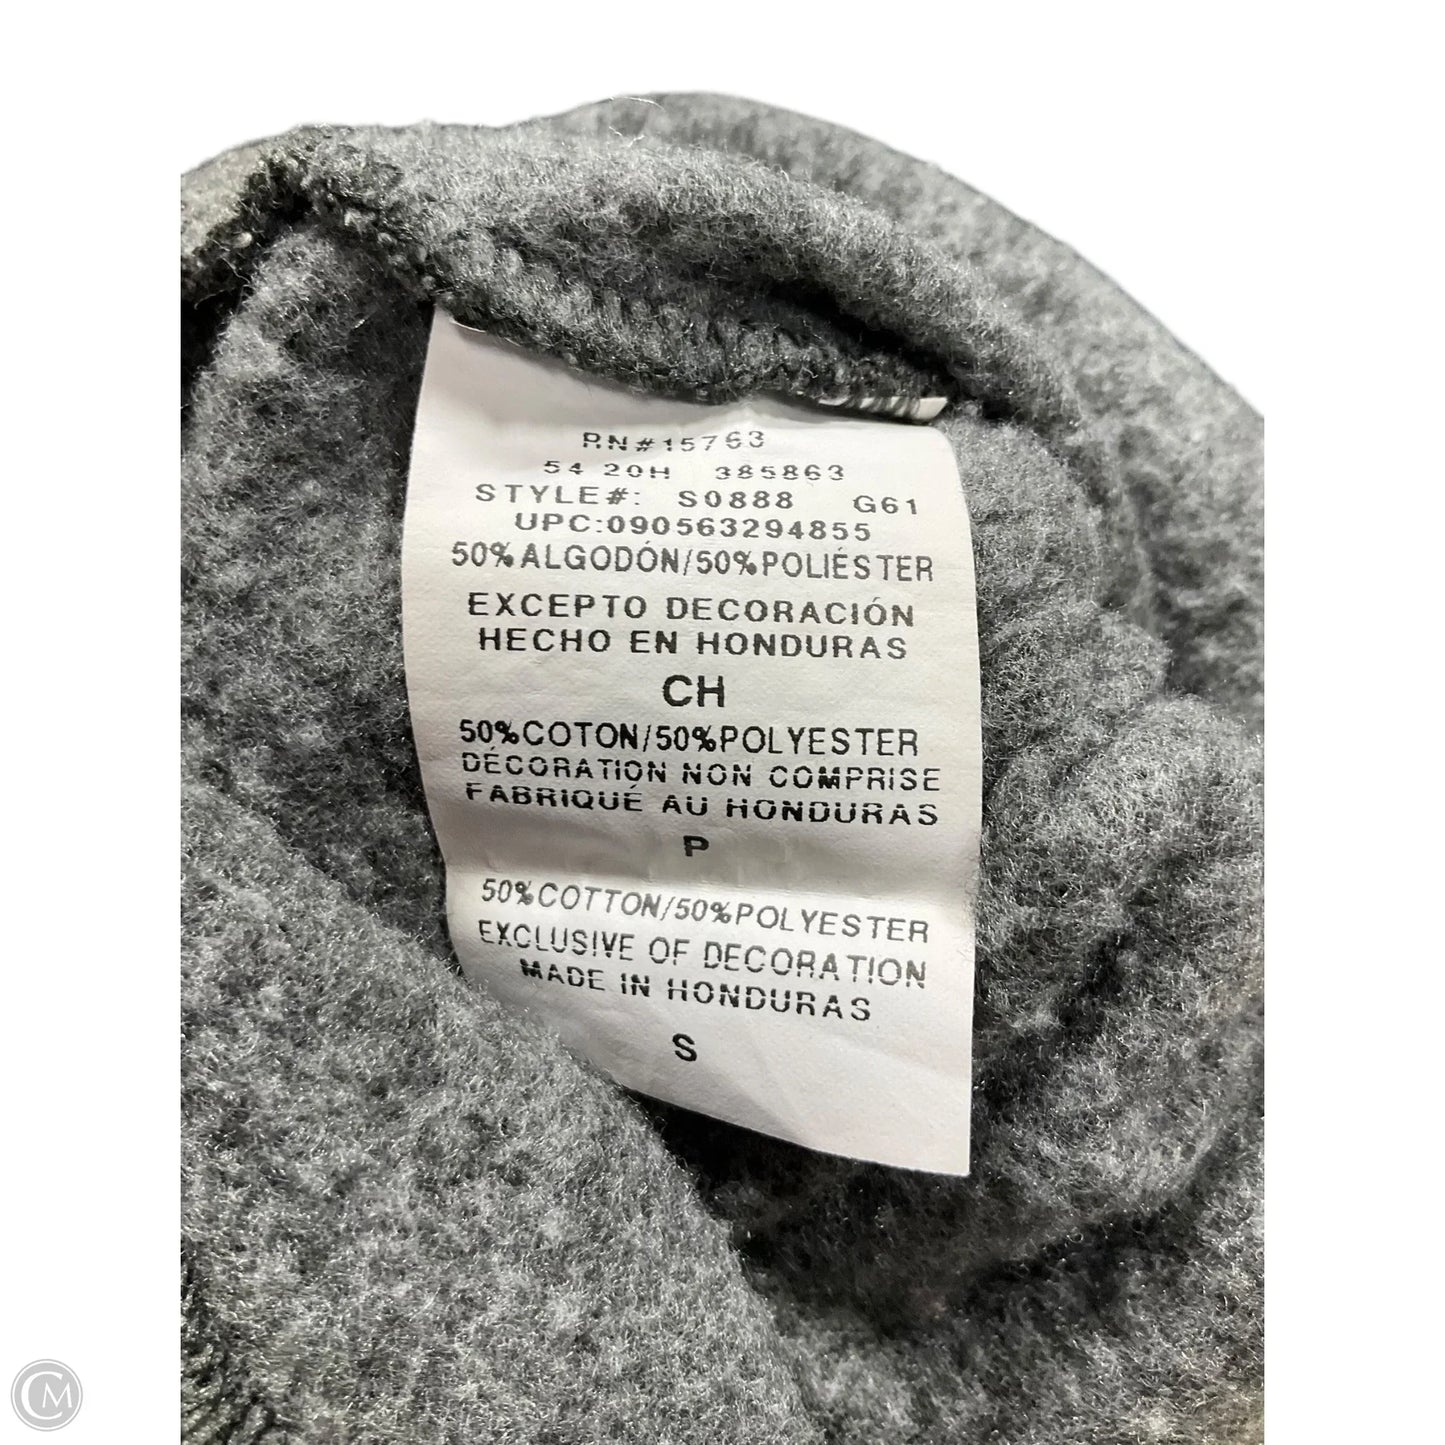 RN#15763
54 20H 385863
STYLE#: S0888 G61
UPC:090563294855
50%ALGODÓN/50%POLIÉSTER
EXCEPTO DECORACIÓN
HECHO EN HONDURAS
CH
50%COTON/50%POLYESTER
DÉCORATION NON COMPRISE
FABRIQUÉ AU HONDURAS
P
50%COTTON/50%POLYESTER
EXCLUSIVE OF DECORATION
MADE IN HONDURAS
S
CM